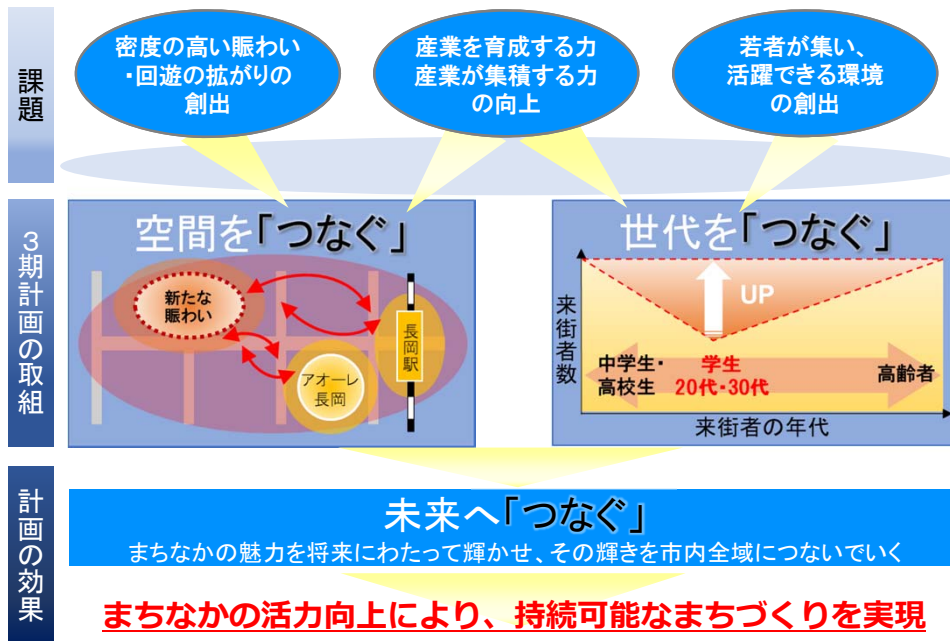 課題
密度の高い賑わい
・回遊の拡がりの
創出
産業を育成する力
産業が集積する力
の向上
若者が集い、
活躍できる環境
の創出
3期計画の取組
空間を「つなぐ」
新たな
賑わい
アオーレ
長岡
長岡駅
世代を「つなぐ」
来街者数
UP
中学生・
高校生
学生
20代・30代
高齢者
来街者の年代
計画の効果
未来へ「つなぐ」
まちなかの魅力を将来にわたって輝かせ、その輝きを市内全域につないでいく
まちなかの活力向上により、持続可能なまちづくりを実現